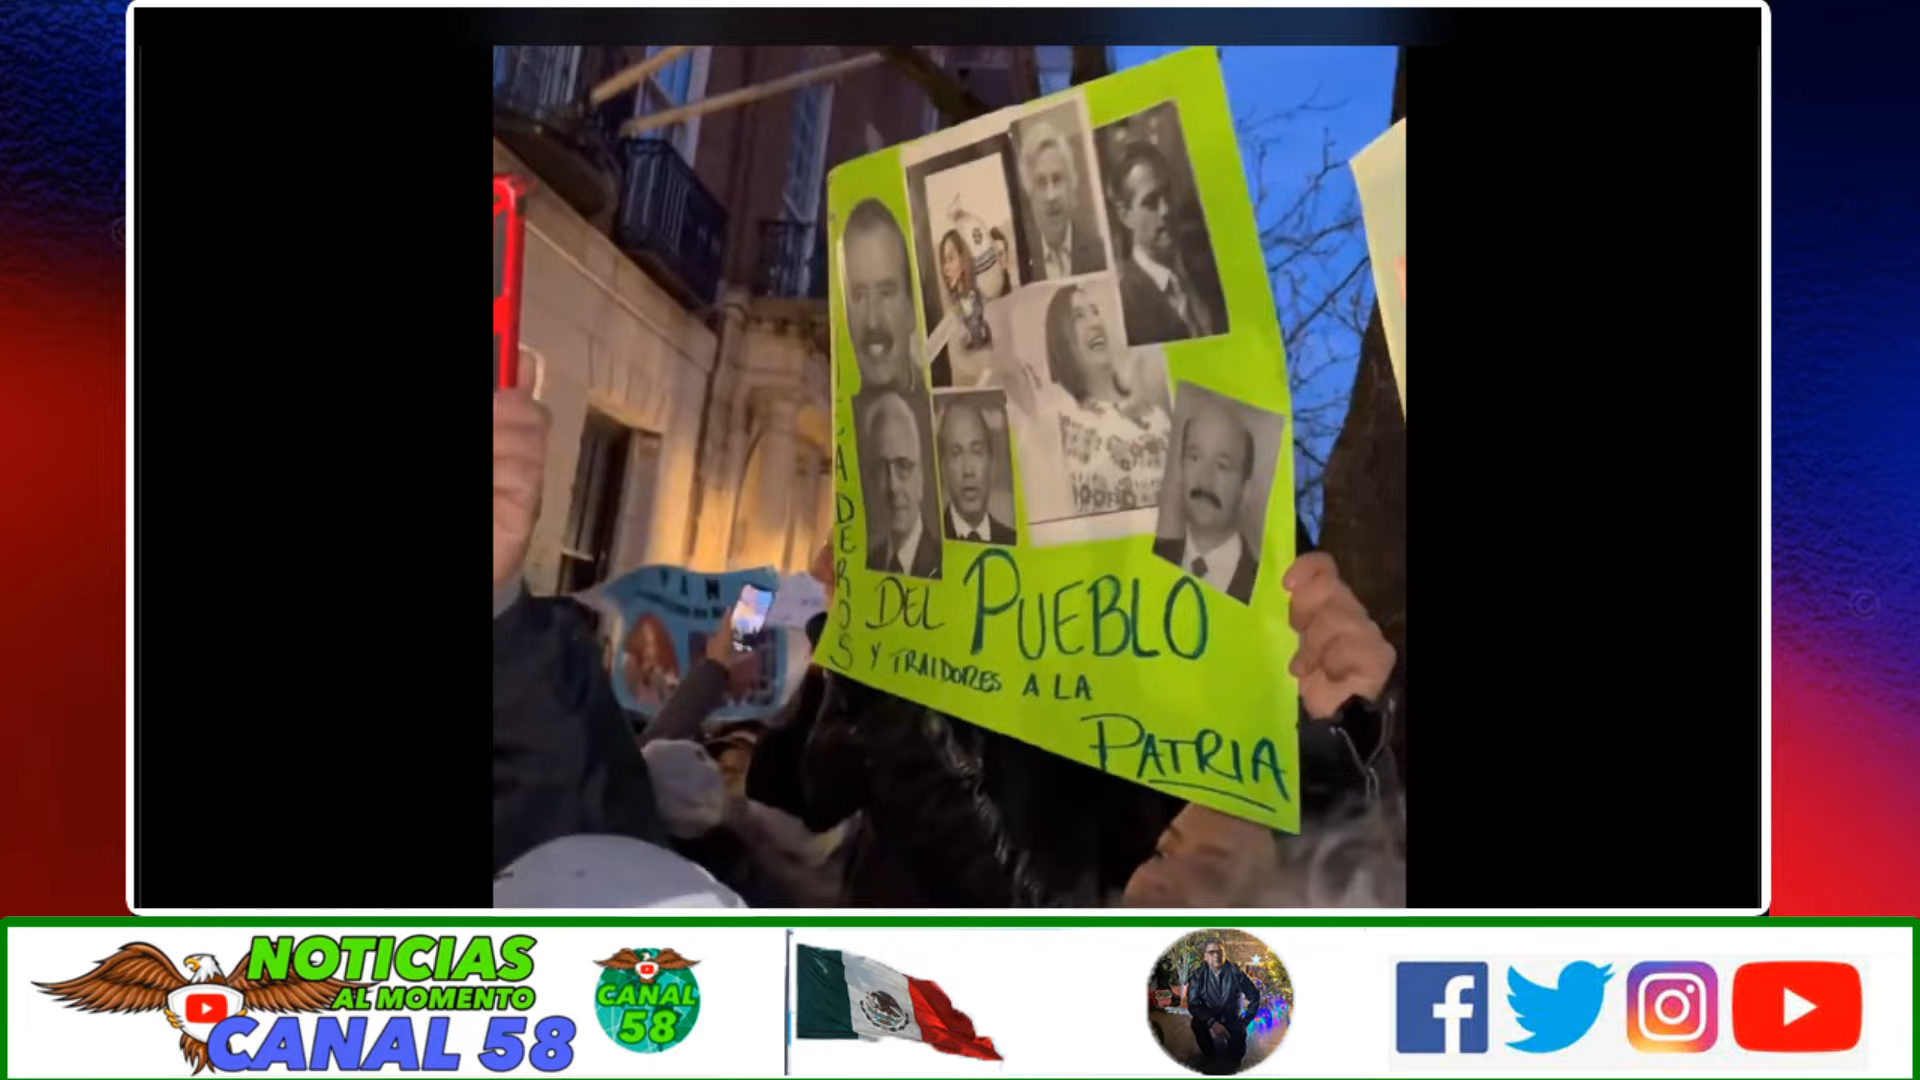 DEL PUEBLO
Y TRAIDORES A LA
PATRIA
NOTICIAS
AL MOMENTO
CANAL 58
CANAL
58